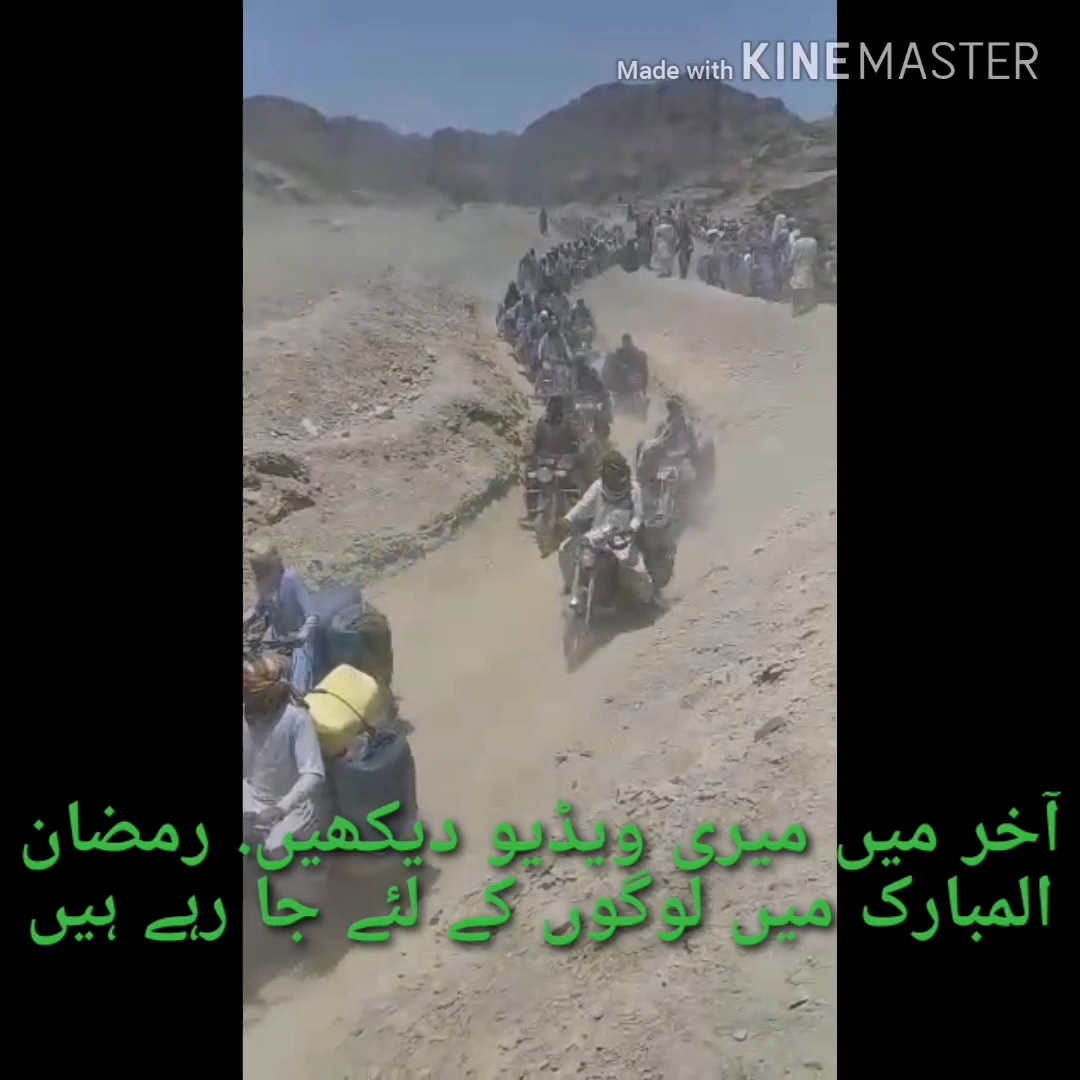 Made with KINEMASTER
آخر میں میری ویڈیو دیکھیں. رمضان
المبارک میں لوگوں کے لئے جا رہے ہیں